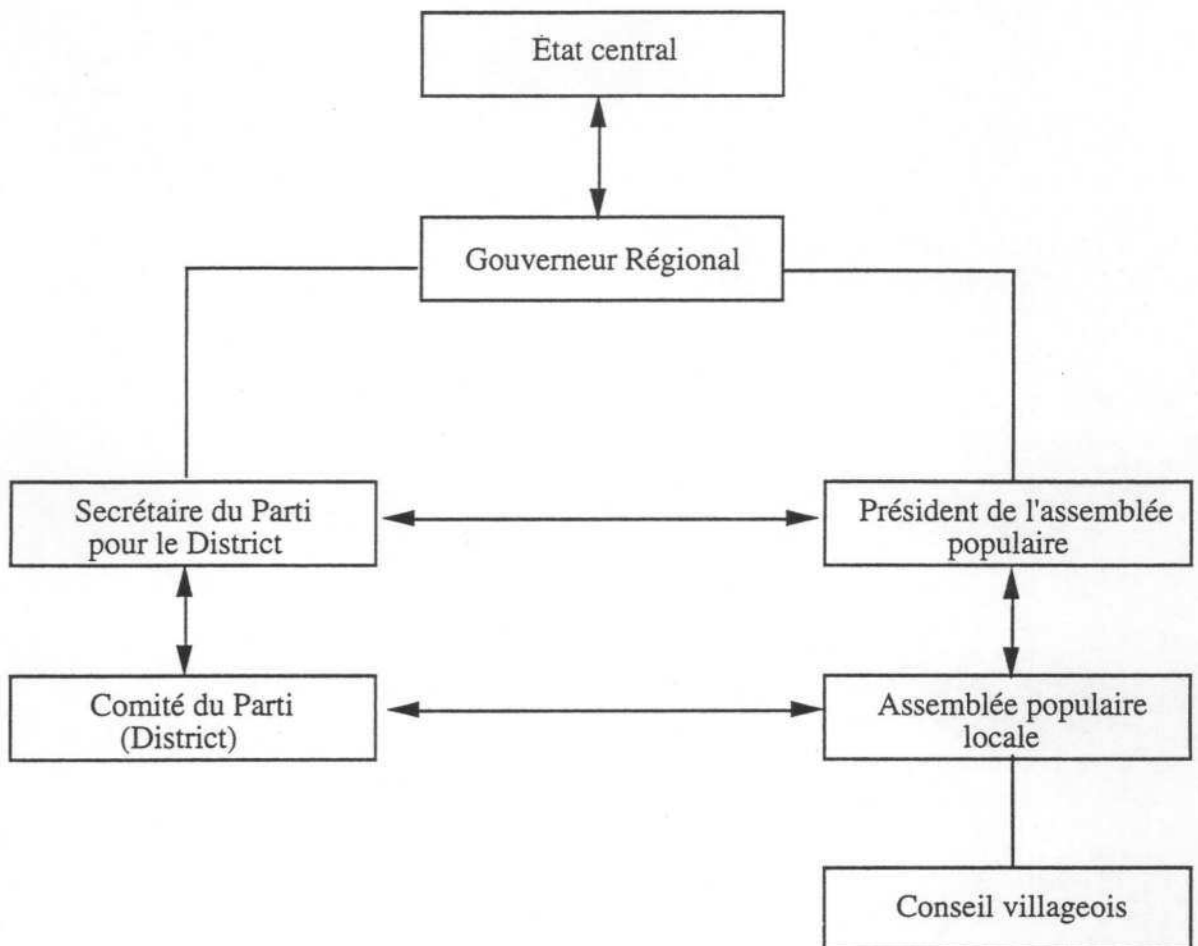 État central
Gouverneur Régional
Secrétaire du Parti
pour le District
Président de l'assemblée
populaire
Comité du Parti
(District)
Assemblée populaire
locale
Conseil villageois